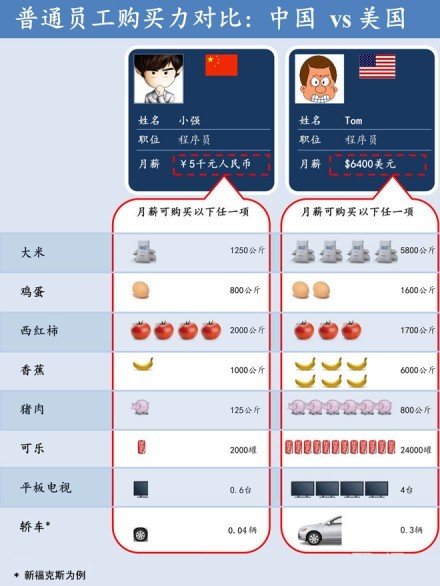 普通员工购买力对比：中国 vs美国
姓名 小强
职位 程序员
月薪 ￥5千元人民币
姓名 Tom
职位 程序员
月薪 $6400美元
月薪可购买以下任一项 月薪可购买以下任一项
大米 1250公斤 5800公斤
鸡蛋 800公斤 1600公斤
西红柿 2000公斤 1700公斤
香蕉 1000公斤 6000公斤
猪肉 125公斤 800公斤
可乐 2000罐 24000罐
平板电视 0.6台 4台
轿车* 0.04辆 0.3辆
* 新福克斯为例